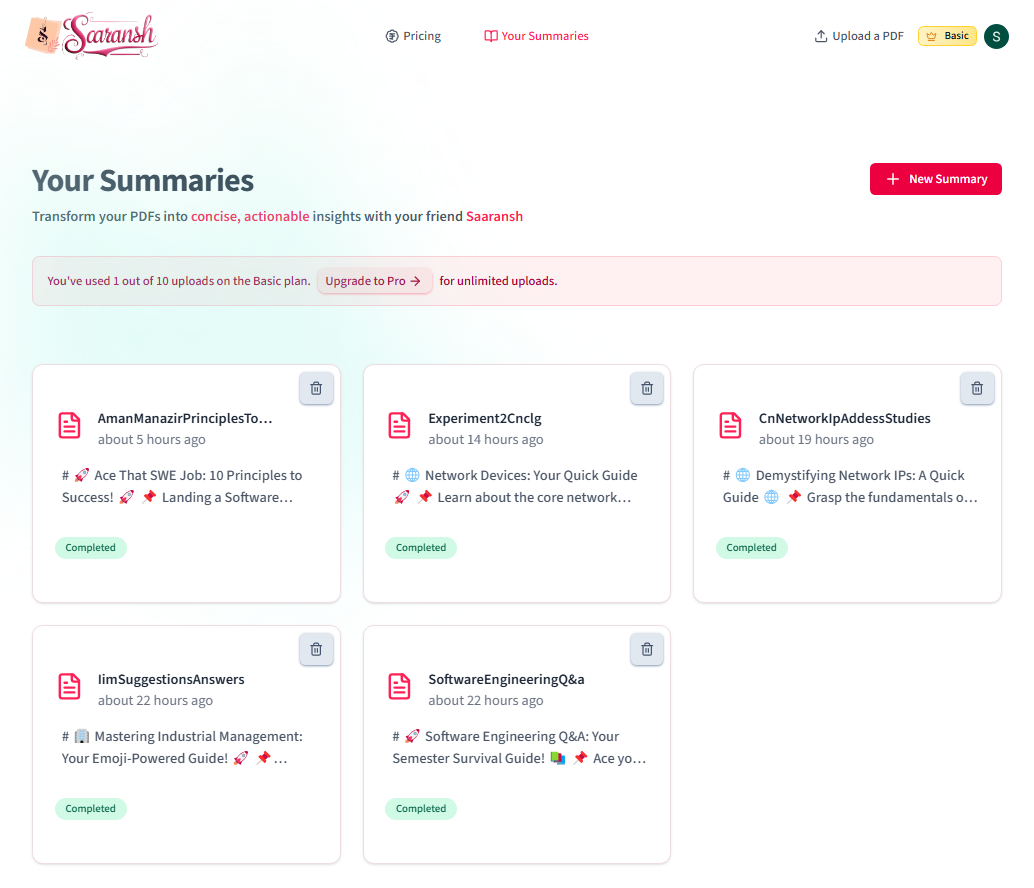 Saaransh
Pricing
Your Summaries
Upload a PDF
Basic
S
Your Summaries
New Summary
Transform your PDFs into concise, actionable insights with your friend Saaransh
You've used 1 out of 10 uploads on the Basic plan. Upgrade to Pro → for unlimited uploads.
AmanManazirPrinciplesTo...
about 5 hours ago
# 🚀 Ace That SWE Job: 10 Principles to
Success! 🚀 📌 Landing a Software...
Completed
Experiment2Cnclg
about 14 hours ago
# 🌐 Network Devices: Your Quick Guide
🚀 📌 Learn about the core network...
Completed
CnNetworkIpAddessStudies
about 19 hours ago
# 🌐 Demystifying Network IPs: A Quick
Guide 🌐 📌 Grasp the fundamentals o...
Completed
IimSuggestionsAnswers
about 22 hours ago
# 🏢 Mastering Industrial Management:
Your Emoji-Powered Guide! 🚀 📌 ...
Completed
SoftwareEngineeringQ&a
about 22 hours ago
# 🚀 Software Engineering Q&A: Your
Semester Survival Guide! 📚 📌 Ace yo...
Completed